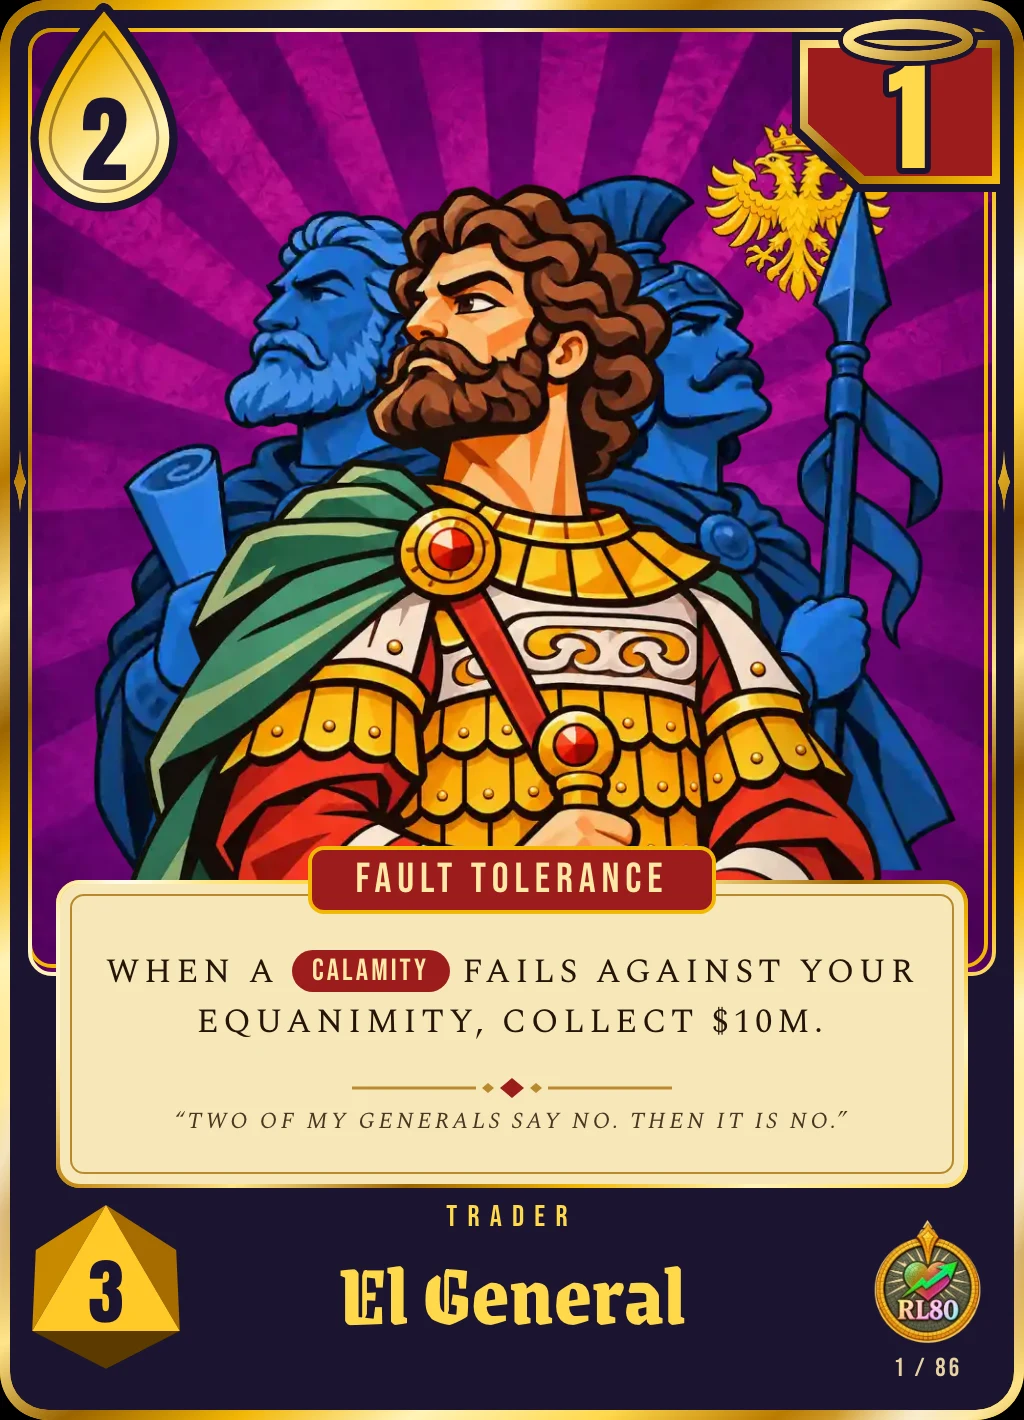 2
1
FAULT TOLERANCE
WHEN A CALAMITY FAILS AGAINST YOUR
EQUANIMITY, COLLECT $10M.
“TWO OF MY GENERALS SAY NO. THEN IT IS NO.”
TRADER
3
El General
RL80
1 / 86